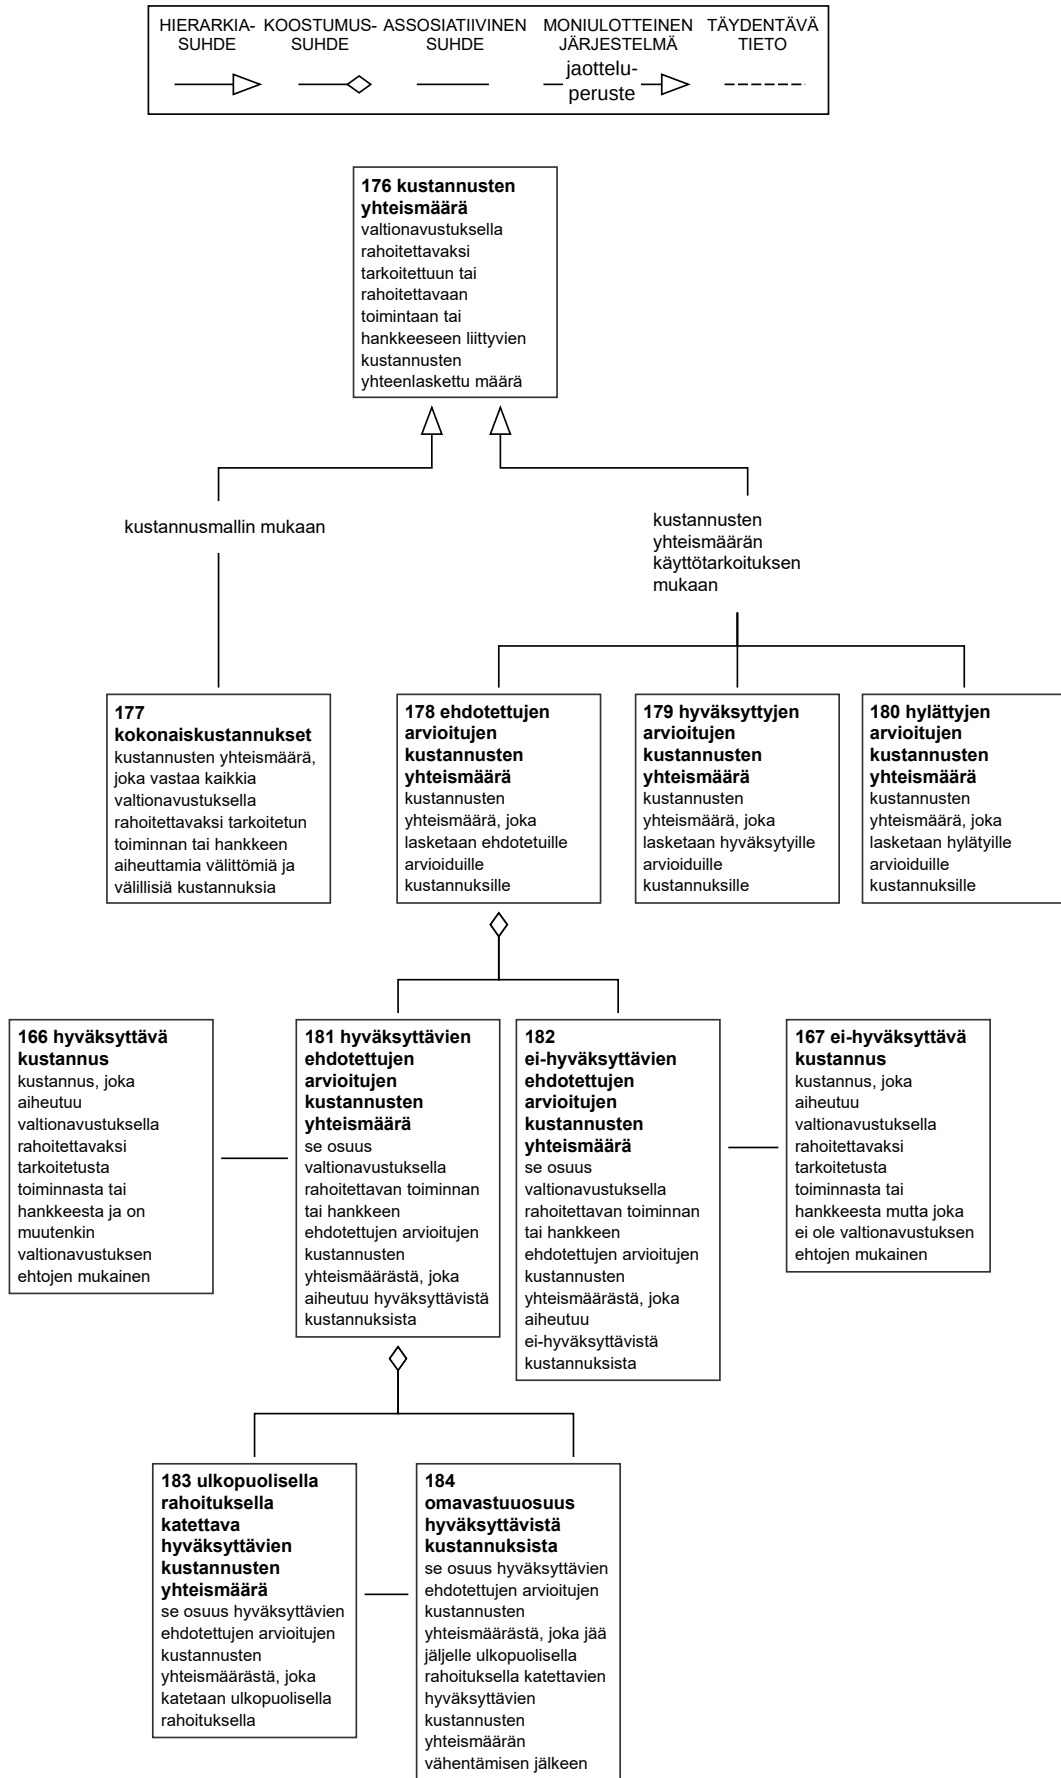 HIERARKIA-
SUHDE
KOOSTUMUS-
SUHDE
ASSOSIATIIVINEN
SUHDE
MONIULOTTEINEN
JÄRJESTELMÄ
jaottelu-
peruste
TÄYDENTÄVÄ
TIETO
176 kustannusten
yhteismäärä
valtionavustuksella
rahoitettavaksi
tarkoitettuun tai
rahoitettavaan
toimintaan tai
hankkeeseen liittyvien
kustannusten
yhteenlaskettu määrä
kustannusmallin mukaan
kustannusten
yhteismäärän
käyttötarkoituksen
mukaan
177
kokonaiskustannukset
kustannusten yhteismäärä,
joka vastaa kaikkia
valtionavustuksella
rahoitettavaksi tarkoitetun
toiminnan tai hankkeen
aiheuttamia välittömiä ja
välillisiä kustannuksia
178 ehdotettujen
arvioitujen
kustannusten
yhteismäärä
kustannusten
yhteismäärä, joka
lasketaan ehdotetuille
arvioiduille
kustannuksille
179 hyväksyttyjen
arvioitujen
kustannusten
yhteismäärä
kustannusten
yhteismäärä, joka
lasketaan hyväksytyille
arvioiduille
kustannuksille
180 hylättyjen
arvioitujen
kustannusten
yhteismäärä
kustannusten
yhteismäärä, joka
lasketaan hylätyille
arvioiduille
kustannuksille
166 hyväksyttävä
kustannus
kustannus, joka
aiheutuu
valtionavustuksella
rahoitettavaksi
tarkoitetusta
toiminnasta tai
hankkeesta ja on
muutenkin
valtionavustuksen
ehtojen mukainen
181 hyväksyttävien
ehdotettujen
arvioitujen
kustannusten
yhteismäärä
se osuus
valtionavustuksella
rahoitettavan toiminnan
tai hankkeen
ehdotettujen arvioitujen
kustannusten
yhteismäärästä, joka
aiheutuu hyväksyttävistä
kustannuksista
182
ei-hyväksyttävien
ehdotettujen
arvioitujen
kustannusten
yhteismäärä
se osuus
valtionavustuksella
rahoitettavan toiminnan
tai hankkeen
ehdotettujen arvioitujen
kustannusten
yhteismäärästä, joka
aiheutuu
ei-hyväksyttävistä
kustannuksista
167 ei-hyväksyttävä
kustannus
kustannus, joka
aiheutuu
valtionavustuksella
rahoitettavaksi
tarkoitetusta
toiminnasta tai
hankkeesta mutta joka
ei ole valtionavustuksen
ehtojen mukainen
183 ulkopuolisella
rahoituksella
katettava
hyväksyttävien
kustannusten
yhteismäärä
se osuus hyväksyttävien
ehdotettujen arvioitujen
kustannusten
yhteismäärästä, joka
katetaan ulkopuolisella
rahoituksella
184
omavastuuosuus
hyväksyttävistä
kustannuksista
se osuus hyväksyttävien
ehdotettujen arvioitujen
kustannusten
yhteismäärästä, joka jää
jäljelle ulkopuolisella
rahoituksella katettavien
hyväksyttävien
kustannusten
yhteismäärän
vähentämisen jälkeen